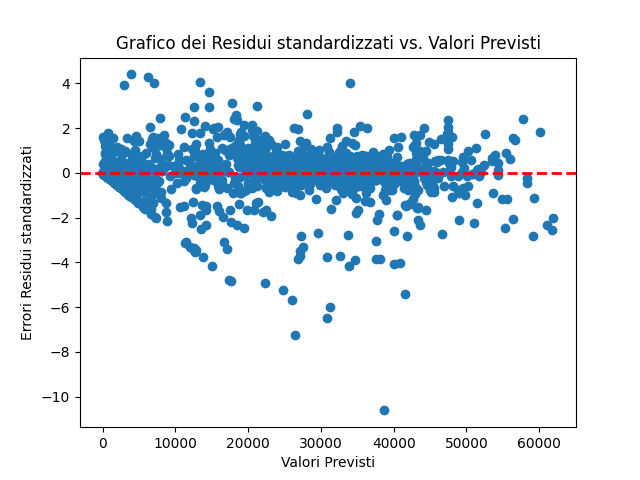 Grafico dei Residui standardizzati vs. Valori Previsti
4
2
0
−2
−4
−6
−8
−10
Errori Residui standardizzati
0 10000 20000 30000 40000 50000 60000
Valori Previsti